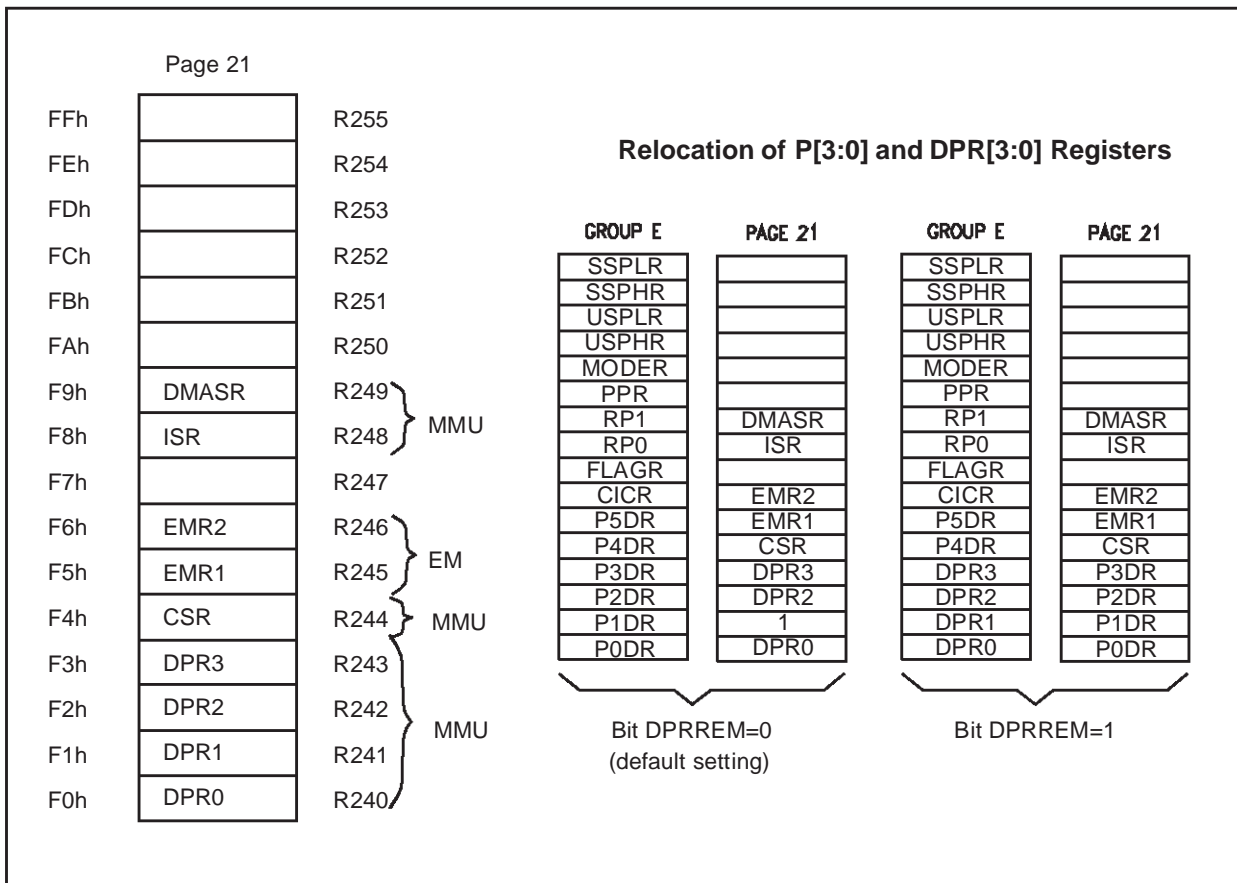 Page 21
FFh R255
FEh R254
FDh R253
FCh R252
FBh R251
FAh R250
F9h DMASR R249
MMU
F8h ISR R248
F7h R247
F6h EMR2 R246
EM
F5h EMR1 R245
F4h CSR R244 MMU
F3h DPR3 R243
F2h DPR2 R242
MMU
F1h DPR1 R241
F0h DPR0 R240
Relocation of P[3:0] and DPR[3:0] Registers
GROUP E PAGE 21 GROUP E PAGE 21
SSPLR SSPLR
SSPHR SSPHR
USPLR USPLR
USPHR USPHR
MODER MODER
PPR PPR
RP1 DMASR RP1 DMASR
RP0 ISR RP0 ISR
FLAGR FLAGR
CICR EMR2 CICR EMR2
P5DR EMR1 P5DR EMR1
P4DR CSR P4DR CSR
P3DR DPR3 DPR3 P3DR
P2DR DPR2 DPR2 P2DR
P1DR 1 DPR1 P1DR
P0DR DPR0 DPR0 P0DR
Bit DPRREM=0 Bit DPRREM=1
(default setting)